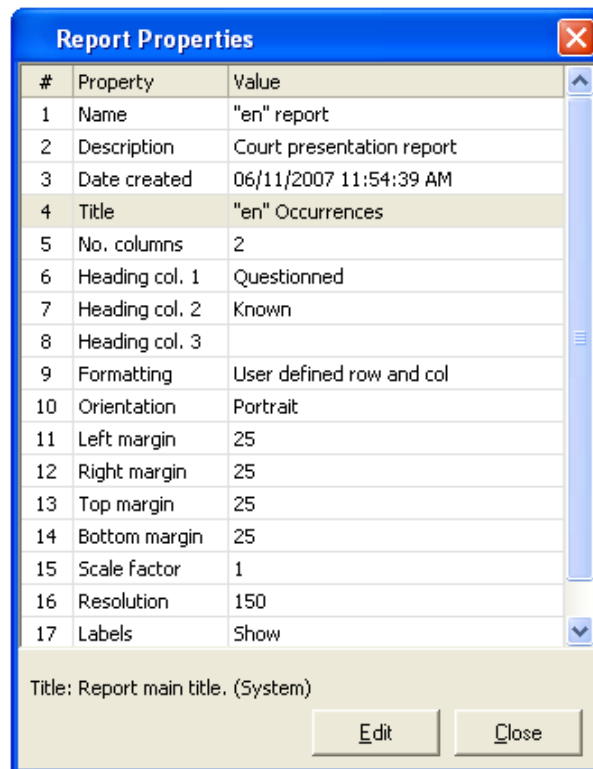 Report Properties
# Property Value
1 Name "en" report
2 Description Court presentation report
3 Date created 06/11/2007 11:54:39 AM
4 Title "en" Occurrences
5 No. columns 2
6 Heading col. 1 Questionned
7 Heading col. 2 Known
8 Heading col. 3
9 Formatting User defined row and col
10 Orientation Portrait
11 Left margin 25
12 Right margin 25
13 Top margin 25
14 Bottom margin 25
15 Scale factor 1
16 Resolution 150
17 Labels Show
Title: Report main title. (System)
Edit Close